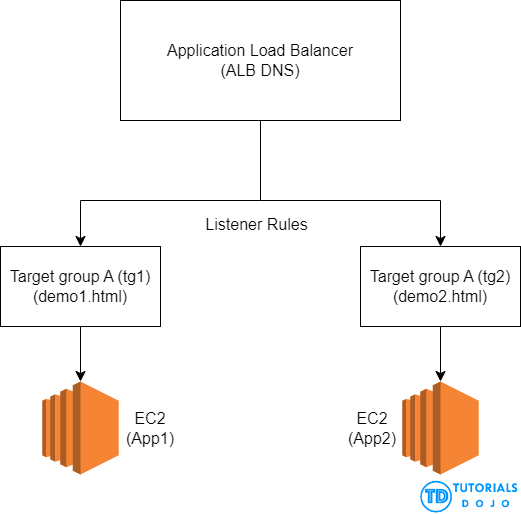 Application Load Balancer
(ALB DNS)
Listener Rules
Target group A (tg1)
(demo1.html)
Target group A (tg2)
(demo2.html)
EC2
(App1)
EC2
(App2)
TD TUTORIALS
DOJO